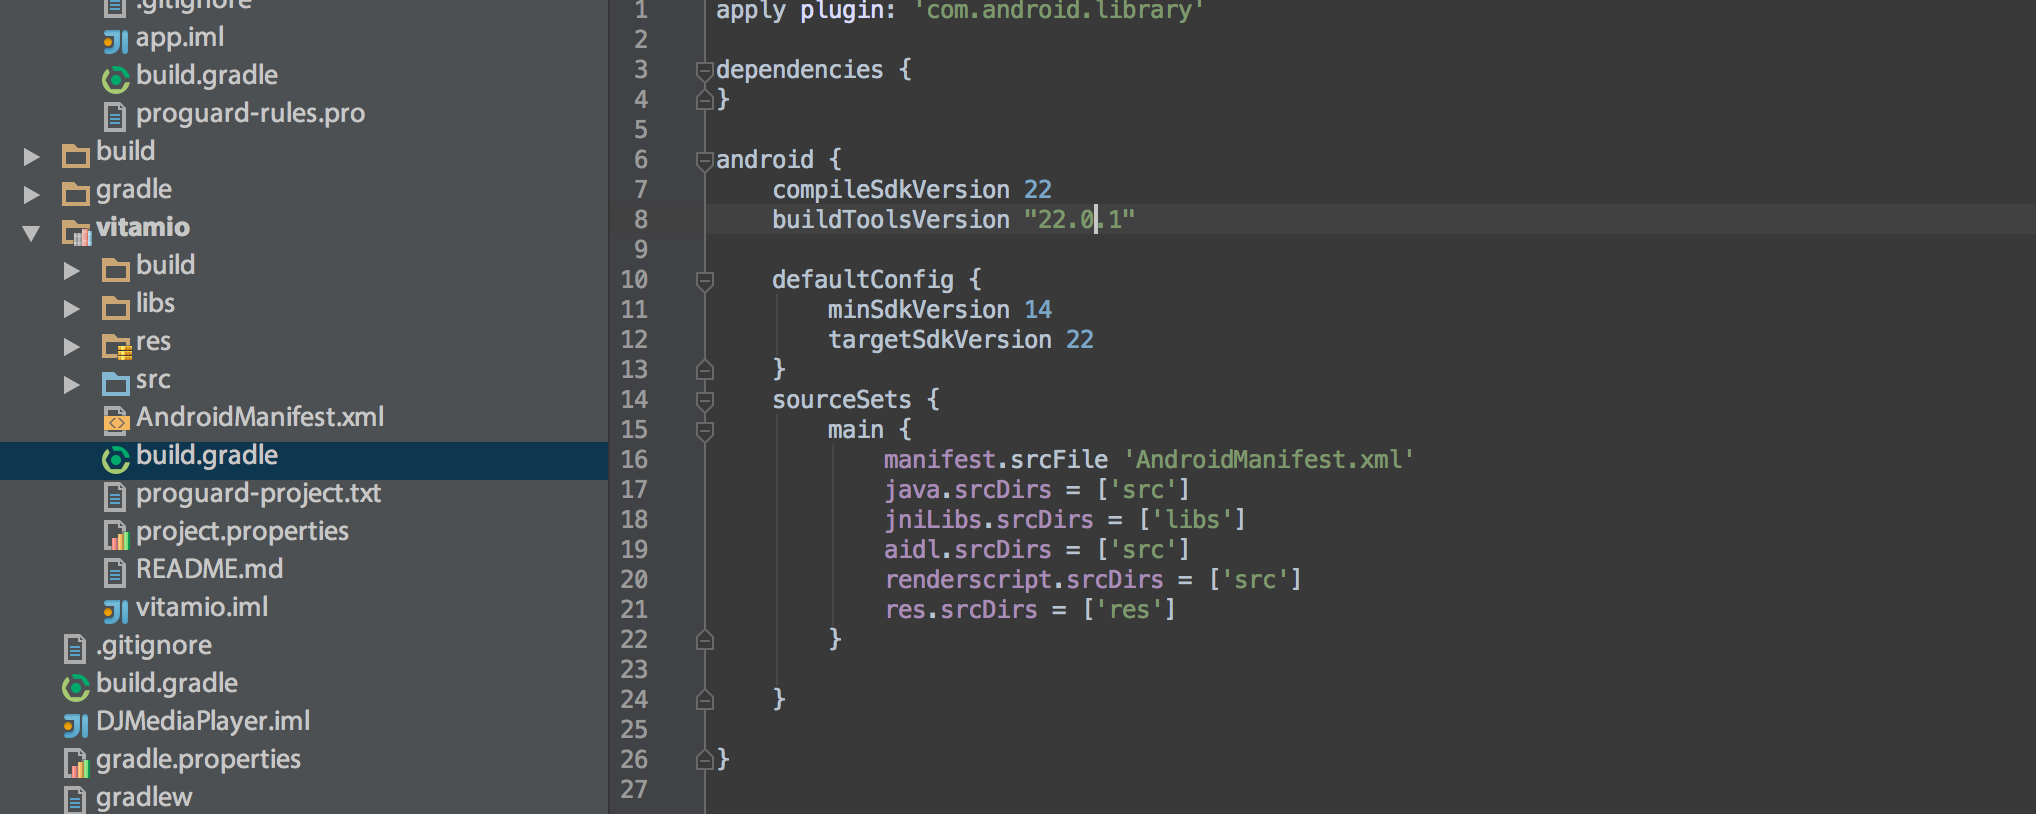 .gitignore
app.iml
build.gradle
proguard-rules.pro
build
gradle
vitamio
build
libs
res
src
AndroidManifest.xml
build.gradle
proguard-project.txt
project.properties
README.md
vitamio.iml
.gitignore
build.gradle
DJMediaPlayer.iml
gradle.properties
gradlew
1 apply plugin: 'com.android.library'
2
3 dependencies {
4 }
5
6 android {
7 compileSdkVersion 22
8 buildToolsVersion "22.0.1"
9
10 defaultConfig {
11 minSdkVersion 14
12 targetSdkVersion 22
13 }
14 sourceSets {
15 main {
16 manifest.srcFile 'AndroidManifest.xml'
17 java.srcDirs = ['src']
18 jniLibs.srcDirs = ['libs']
19 aidl.srcDirs = ['src']
20 renderscript.srcDirs = ['src']
21 res.srcDirs = ['res']
22 }
23
24 }
25
26 }
27